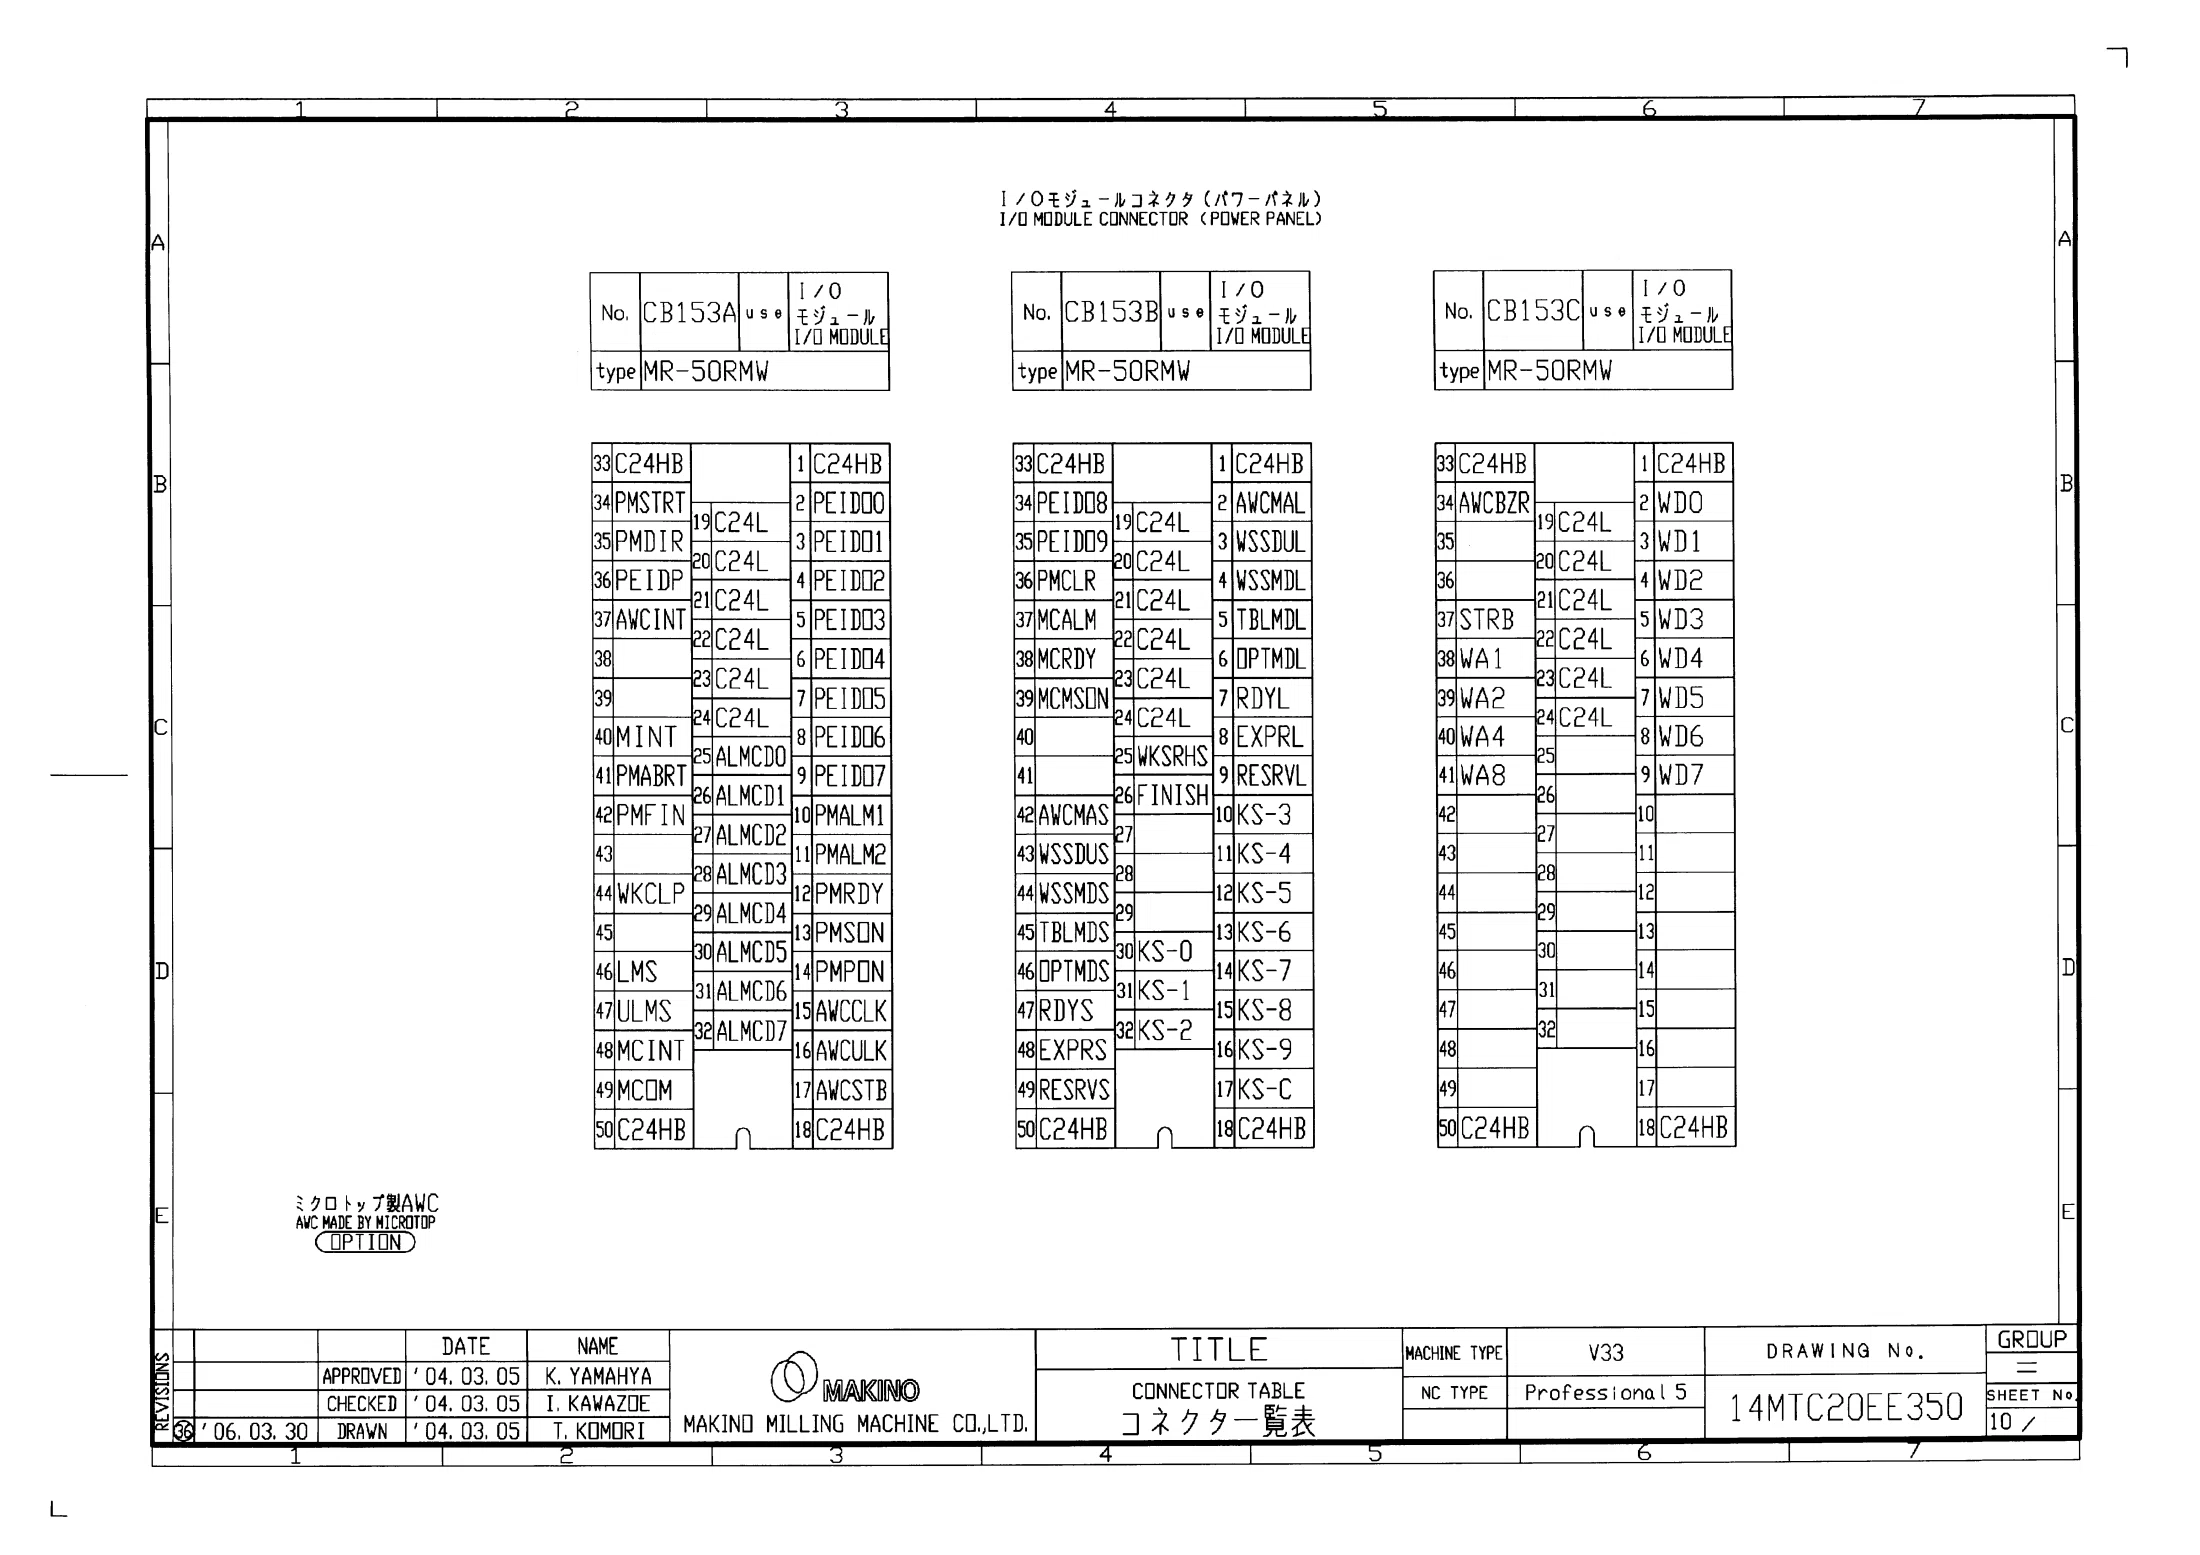 1 2 3 4 5 6 7
A A
B B
C C
D D
E E
I/Oモジュールコネクタ(パワーパネル)
I/O MODULE CONNECTOR (POWER PANEL)
No. CB153A use I/O モジュール I/O MODULE
type MR-50RMW
33 C24HB 1 C24HB
34 PMSTRT 2 PEIDO0
19 C24L
35 PMDIR 3 PEIDO1
20 C24L
36 PEIDP 4 PEIDO2
21 C24L
37 AWCINT 5 PEIDO3
22 C24L
38 6 PEIDO4
23 C24L
39 7 PEIDO5
24 C24L
40 MINT 8 PEIDO6
25 ALMCD0
41 PMABRT 9 PEIDO7
26 ALMCD1
42 PMFIN 10 PMALM1
27 ALMCD2
43 11 PMALM2
28 ALMCD3
44 WKCLP 12 PMRDY
29 ALMCD4
45 13 PMSON
30 ALMCD5
46 LMS 14 PMPON
31 ALMCD6
47 ULMS 15 AWCCLK
32 ALMCD7
48 MCINT 16 AWCULK
49 MCOM 17 AWCSTB
50 C24HB 18 C24HB
No. CB153B use I/O モジュール I/O MODULE
type MR-50RMW
33 C24HB 1 C24HB
34 PEIDO8 2 AWCMAL
19 C24L
35 PEIDO9 3 WSSDUL
20 C24L
36 PMCLR 4 WSSMDL
21 C24L
37 MCALM 5 TBLMDL
22 C24L
38 MCRDY 6 OPTMDL
23 C24L
39 MCMSON 7 RDYL
24 C24L
40 8 EXPRL
25 WKSRHS
41 9 RESRVL
26 FINISH
42 AWCMAS 10 KS-3
27
43 WSSDUS 11 KS-4
28
44 WSSMDS 12 KS-5
29
45 TBLMDS 13 KS-6
30 KS-0
46 OPTMDS 14 KS-7
31 KS-1
47 RDYS 15 KS-8
32 KS-2
48 EXPRS 16 KS-9
49 RESRVS 17 KS-C
50 C24HB 18 C24HB
No. CB153C use I/O モジュール I/O MODULE
type MR-50RMW
33 C24HB 1 C24HB
34 AWCBZR 2 WD0
19 C24L
35 3 WD1
20 C24L
36 4 WD2
21 C24L
37 STRB 5 WD3
22 C24L
38 WA1 6 WD4
23 C24L
39 WA2 7 WD5
24 C24L
40 WA4 8 WD6
25
41 WA8 9 WD7
26
42 10
27
43 11
28
44 12
29
45 13
30
46 14
31
47 15
32
48 16
49 17
50 C24HB 18 C24HB
ミクロトップ製AWC
AWC MADE BY MICROTOP
OPTION
REVISIONS
36 '06. 03. 30
DATE NAME
APPROVED '04. 03. 05 K. YAMAHYA
CHECKED '04. 03. 05 I. KAWAZOE
DRAWN '04. 03. 05 T. KOMORI
MAKINO
MAKINO MILLING MACHINE CO.,LTD.
TITLE
CONNECTOR TABLE
コネクタ一覧表
MACHINE TYPE V33
NC TYPE Professional 5
DRAWING No.
14MTC20EE350
GROUP
二
SHEET No.
10 /
1 2 3 4 5 6 7